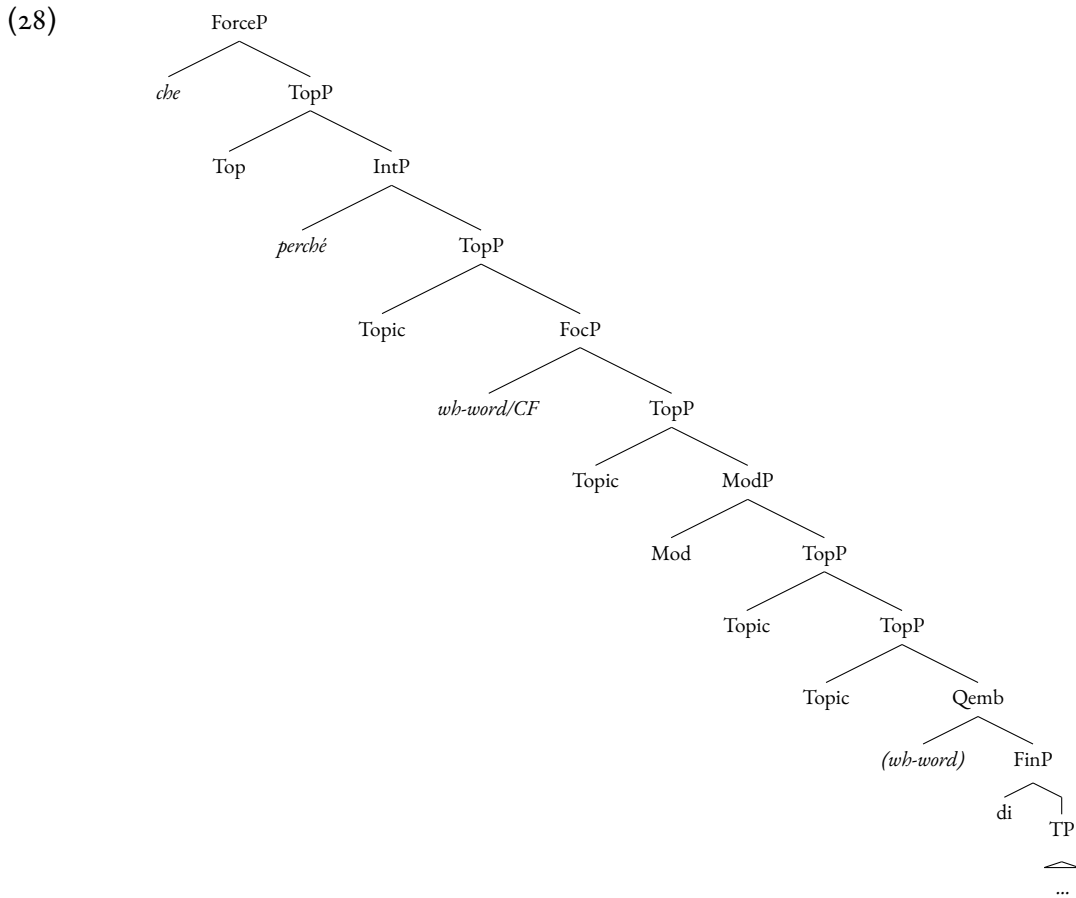 (28)
ForceP
che TopP
Top IntP
perché TopP
Topic FocP
wh-word/CF TopP
Topic ModP
Mod TopP
Topic TopP
Topic Qemb
(wh-word) FinP
di
TP
...